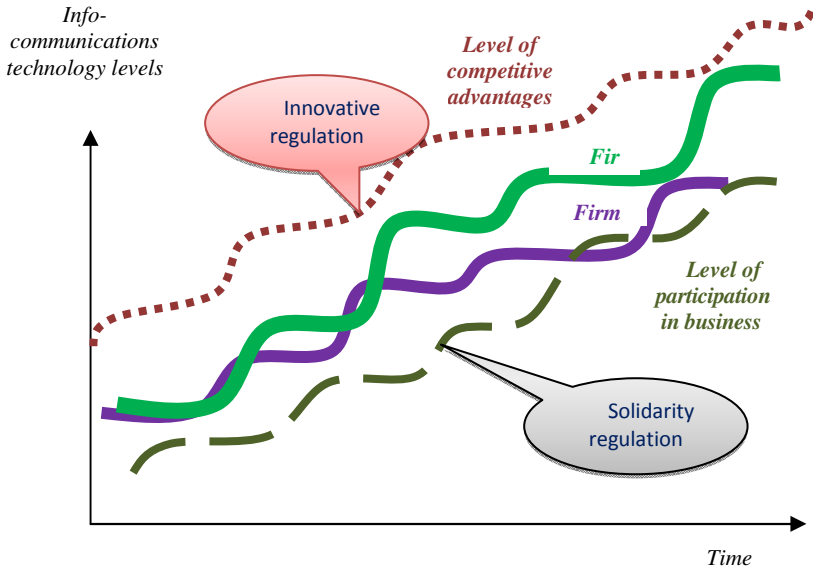 Info-
communications
technology levels
Level of
competitive
advantages
Innovative
regulation
Fir
Firm
Level of
participation
in business
Solidarity
regulation
Time